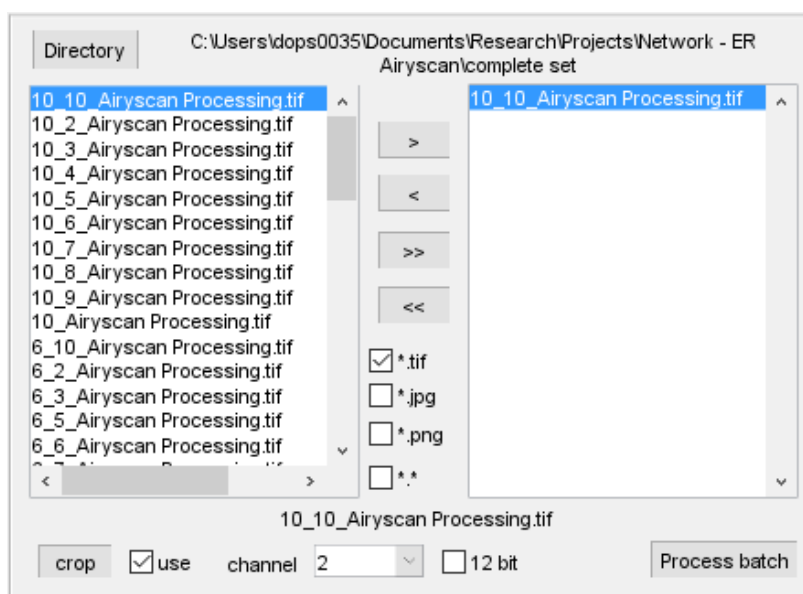 Directory
C:\Users\dops0035\Documents\Research\Projects\Network - ER
Airyscan\complete set
10_10_Airyscan Processing.tif
10_2_Airyscan Processing.tif
10_3_Airyscan Processing.tif
10_4_Airyscan Processing.tif
10_5_Airyscan Processing.tif
10_6_Airyscan Processing.tif
10_7_Airyscan Processing.tif
10_8_Airyscan Processing.tif
10_9_Airyscan Processing.tif
10_Airyscan Processing.tif
6_10_Airyscan Processing.tif
6_2_Airyscan Processing.tif
6_3_Airyscan Processing.tif
6_5_Airyscan Processing.tif
6_6_Airyscan Processing.tif
>
<
>>
<<
*.tif
*.jpg
*.png
*.*
10_10_Airyscan Processing.tif
10_10_Airyscan Processing.tif
crop
use
channel
2
12 bit
Process batch